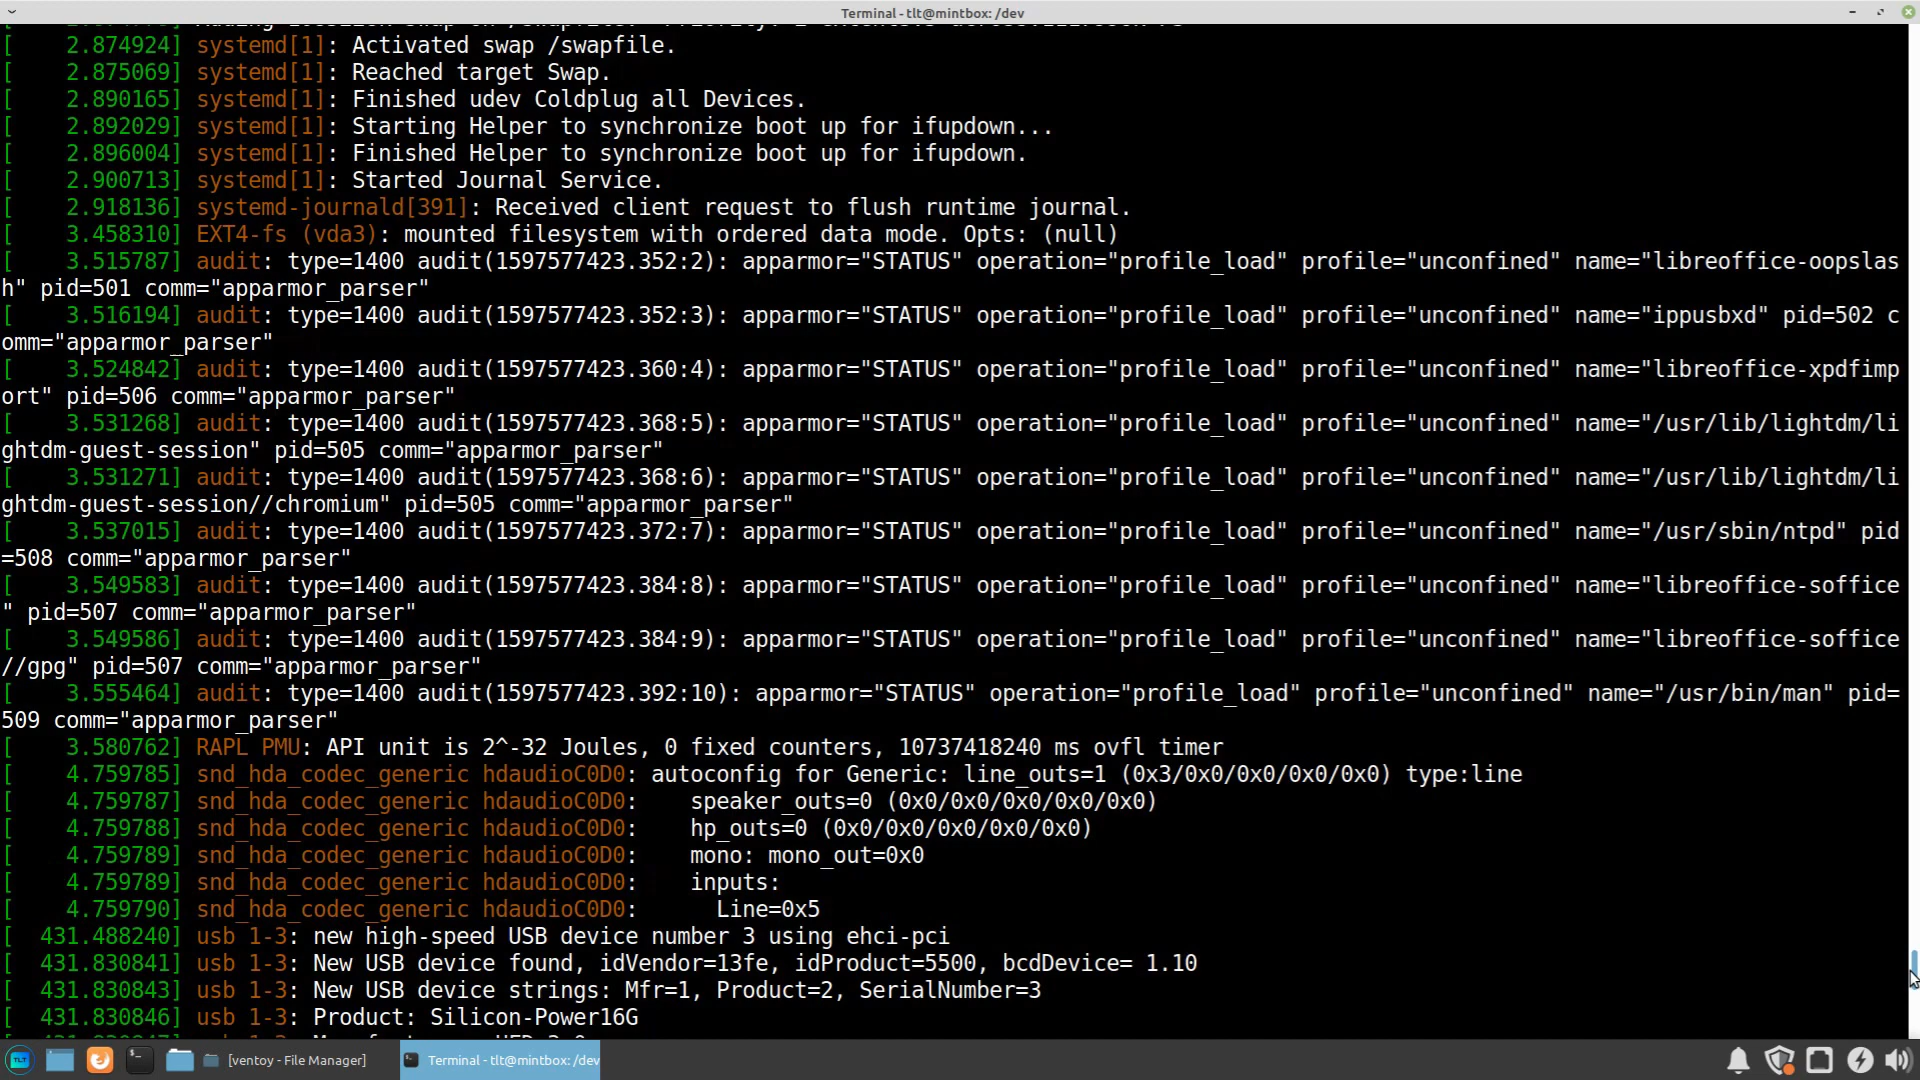 Terminal - tlt@mintbox: /dev
[    2.874924] systemd[1]: Activated swap /swapfile.
[    2.875069] systemd[1]: Reached target Swap.
[    2.890165] systemd[1]: Finished udev Coldplug all Devices.
[    2.892029] systemd[1]: Starting Helper to synchronize boot up for ifupdown...
[    2.896004] systemd[1]: Finished Helper to synchronize boot up for ifupdown.
[    2.900713] systemd[1]: Started Journal Service.
[    2.918136] systemd-journald[391]: Received client request to flush runtime journal.
[    3.458310] EXT4-fs (vda3): mounted filesystem with ordered data mode. Opts: (null)
[    3.515787] audit: type=1400 audit(1597577423.352:2): apparmor="STATUS" operation="profile_load" profile="unconfined" name="libreoffice-oopslas
h" pid=501 comm="apparmor_parser"
[    3.516194] audit: type=1400 audit(1597577423.352:3): apparmor="STATUS" operation="profile_load" profile="unconfined" name="ippusbxd" pid=502 c
omm="apparmor_parser"
[    3.524842] audit: type=1400 audit(1597577423.360:4): apparmor="STATUS" operation="profile_load" profile="unconfined" name="libreoffice-xpdfimp
ort" pid=506 comm="apparmor_parser"
[    3.531268] audit: type=1400 audit(1597577423.368:5): apparmor="STATUS" operation="profile_load" profile="unconfined" name="/usr/lib/lightdm/li
ghtdm-guest-session" pid=505 comm="apparmor_parser"
[    3.531271] audit: type=1400 audit(1597577423.368:6): apparmor="STATUS" operation="profile_load" profile="unconfined" name="/usr/lib/lightdm/li
ghtdm-guest-session//chromium" pid=505 comm="apparmor_parser"
[    3.537015] audit: type=1400 audit(1597577423.372:7): apparmor="STATUS" operation="profile_load" profile="unconfined" name="/usr/sbin/ntpd" pid
=508 comm="apparmor_parser"
[    3.549583] audit: type=1400 audit(1597577423.384:8): apparmor="STATUS" operation="profile_load" profile="unconfined" name="libreoffice-soffice
" pid=507 comm="apparmor_parser"
[    3.549586] audit: type=1400 audit(1597577423.384:9): apparmor="STATUS" operation="profile_load" profile="unconfined" name="libreoffice-soffice
//gpg" pid=507 comm="apparmor_parser"
[    3.555464] audit: type=1400 audit(1597577423.392:10): apparmor="STATUS" operation="profile_load" profile="unconfined" name="/usr/bin/man" pid=
509 comm="apparmor_parser"
[    3.580762] RAPL PMU: API unit is 2^-32 Joules, 0 fixed counters, 10737418240 ms ovfl timer
[    4.759785] snd_hda_codec_generic hdaudioC0D0: autoconfig for Generic: line_outs=1 (0x3/0x0/0x0/0x0/0x0) type:line
[    4.759787] snd_hda_codec_generic hdaudioC0D0:    speaker_outs=0 (0x0/0x0/0x0/0x0/0x0)
[    4.759788] snd_hda_codec_generic hdaudioC0D0:    hp_outs=0 (0x0/0x0/0x0/0x0/0x0)
[    4.759789] snd_hda_codec_generic hdaudioC0D0:    mono: mono_out=0x0
[    4.759789] snd_hda_codec_generic hdaudioC0D0:    inputs:
[    4.759790] snd_hda_codec_generic hdaudioC0D0:      Line=0x5
[  431.488240] usb 1-3: new high-speed USB device number 3 using ehci-pci
[  431.830841] usb 1-3: New USB device found, idVendor=13fe, idProduct=5500, bcdDevice= 1.10
[  431.830843] usb 1-3: New USB device strings: Mfr=1, Product=2, SerialNumber=3
[  431.830846] usb 1-3: Product: Silicon-Power16G
TLT
[ventoy - File Manager]
Terminal - tlt@mintbox: /dev